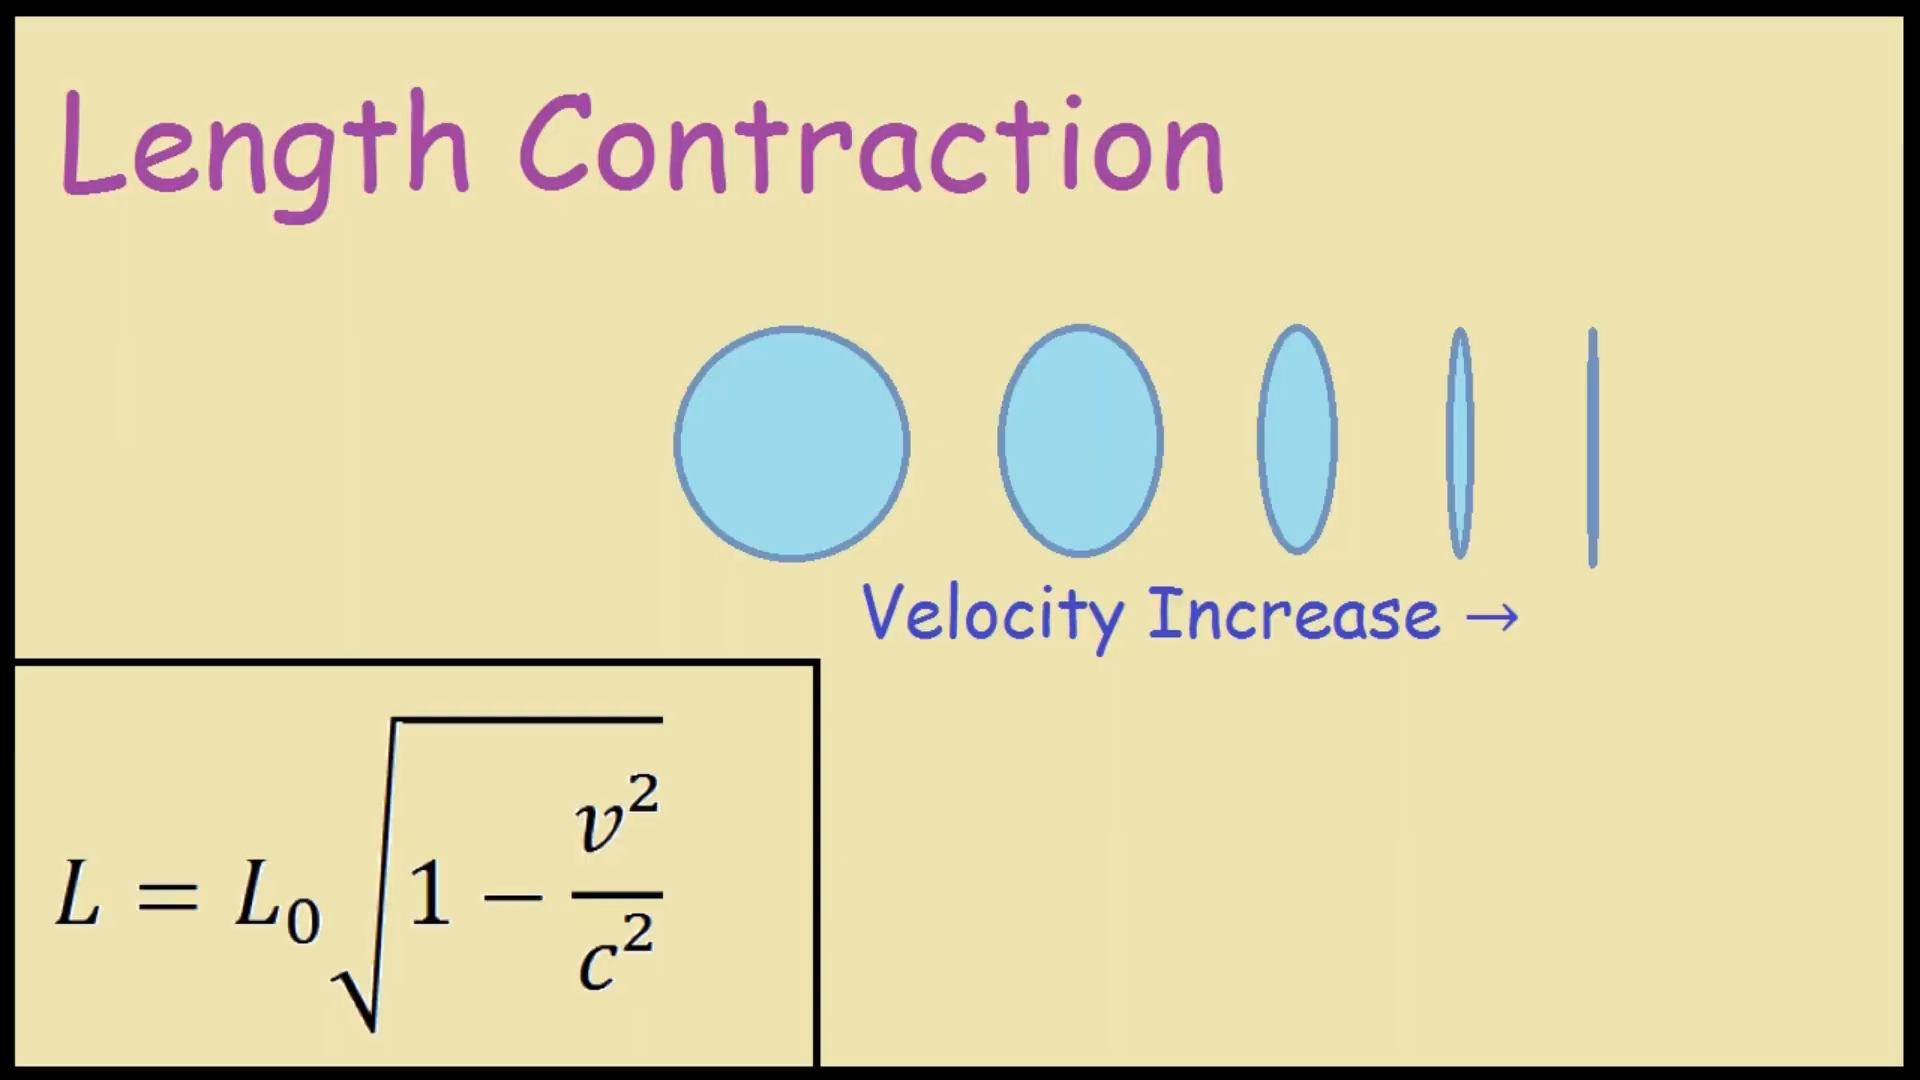 Length Contraction
Velocity Increase →
L = L₀√(1 − v²/c²)